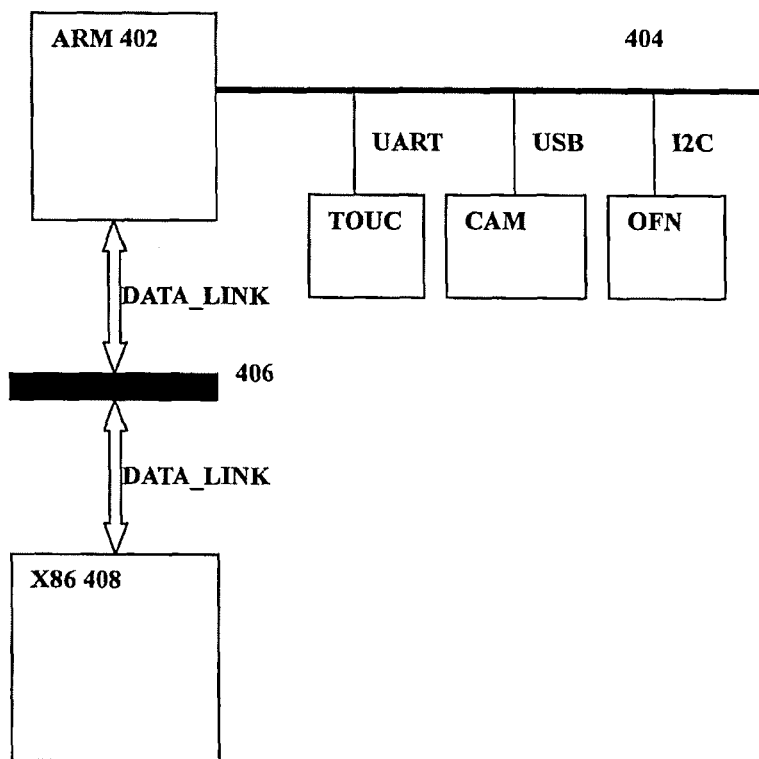 ARM 402
404
UART
USB
I2C
TOUC
CAM
OFN
DATA_LINK
406
DATA_LINK
X86 408